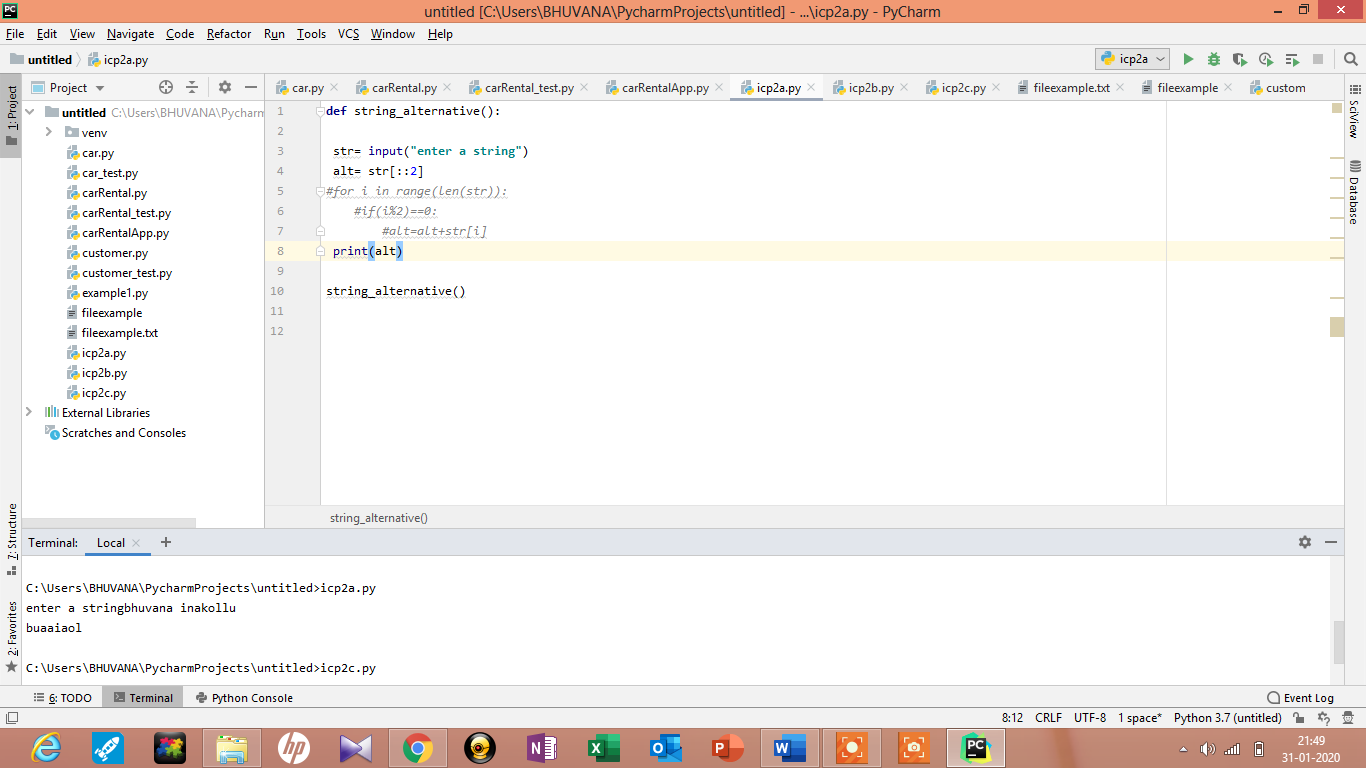 untitled [C:\Users\BHUVANA\PycharmProjects\untitled] - ...\icp2a.py - PyCharm
File Edit View Navigate Code Refactor Run Tools VCS Window Help
untitled icp2a.py icp2a
1: Project
Project
car.py carRental.py carRental_test.py carRentalApp.py icp2a.py icp2b.py icp2c.py fileexample.txt fileexample custom
untitled C:\Users\BHUVANA\Pycharm
venv
car.py
car_test.py
carRental.py
carRental_test.py
carRentalApp.py
customer.py
customer_test.py
example1.py
fileexample
fileexample.txt
icp2a.py
icp2b.py
icp2c.py
External Libraries
Scratches and Consoles
1 def string_alternative():
2
3 str= input("enter a string")
4 alt= str[::2]
5 #for i in range(len(str)):
6 #if(i%2)==0:
7 #alt=alt+str[i]
8 print(alt)
9
10 string_alternative()
11
12
string_alternative()
SciView
Database
7: Structure
2: Favorites
Terminal: Local
C:\Users\BHUVANA\PycharmProjects\untitled>icp2a.py
enter a stringbhuvana inakollu
buaaiaol
C:\Users\BHUVANA\PycharmProjects\untitled>icp2c.py
6: TODO Terminal Python Console Event Log
8:12 CRLF UTF-8 1 space* Python 3.7 (untitled)
21:49
31-01-2020